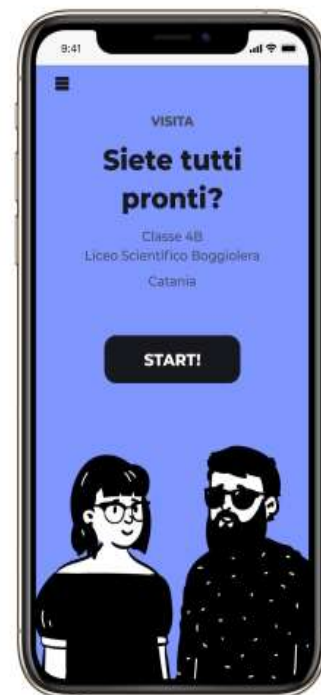 9:41
VISITA
Siete tutti
pronti?
Classe 4B
Liceo Scientifico Boggiolera
Catania
START!